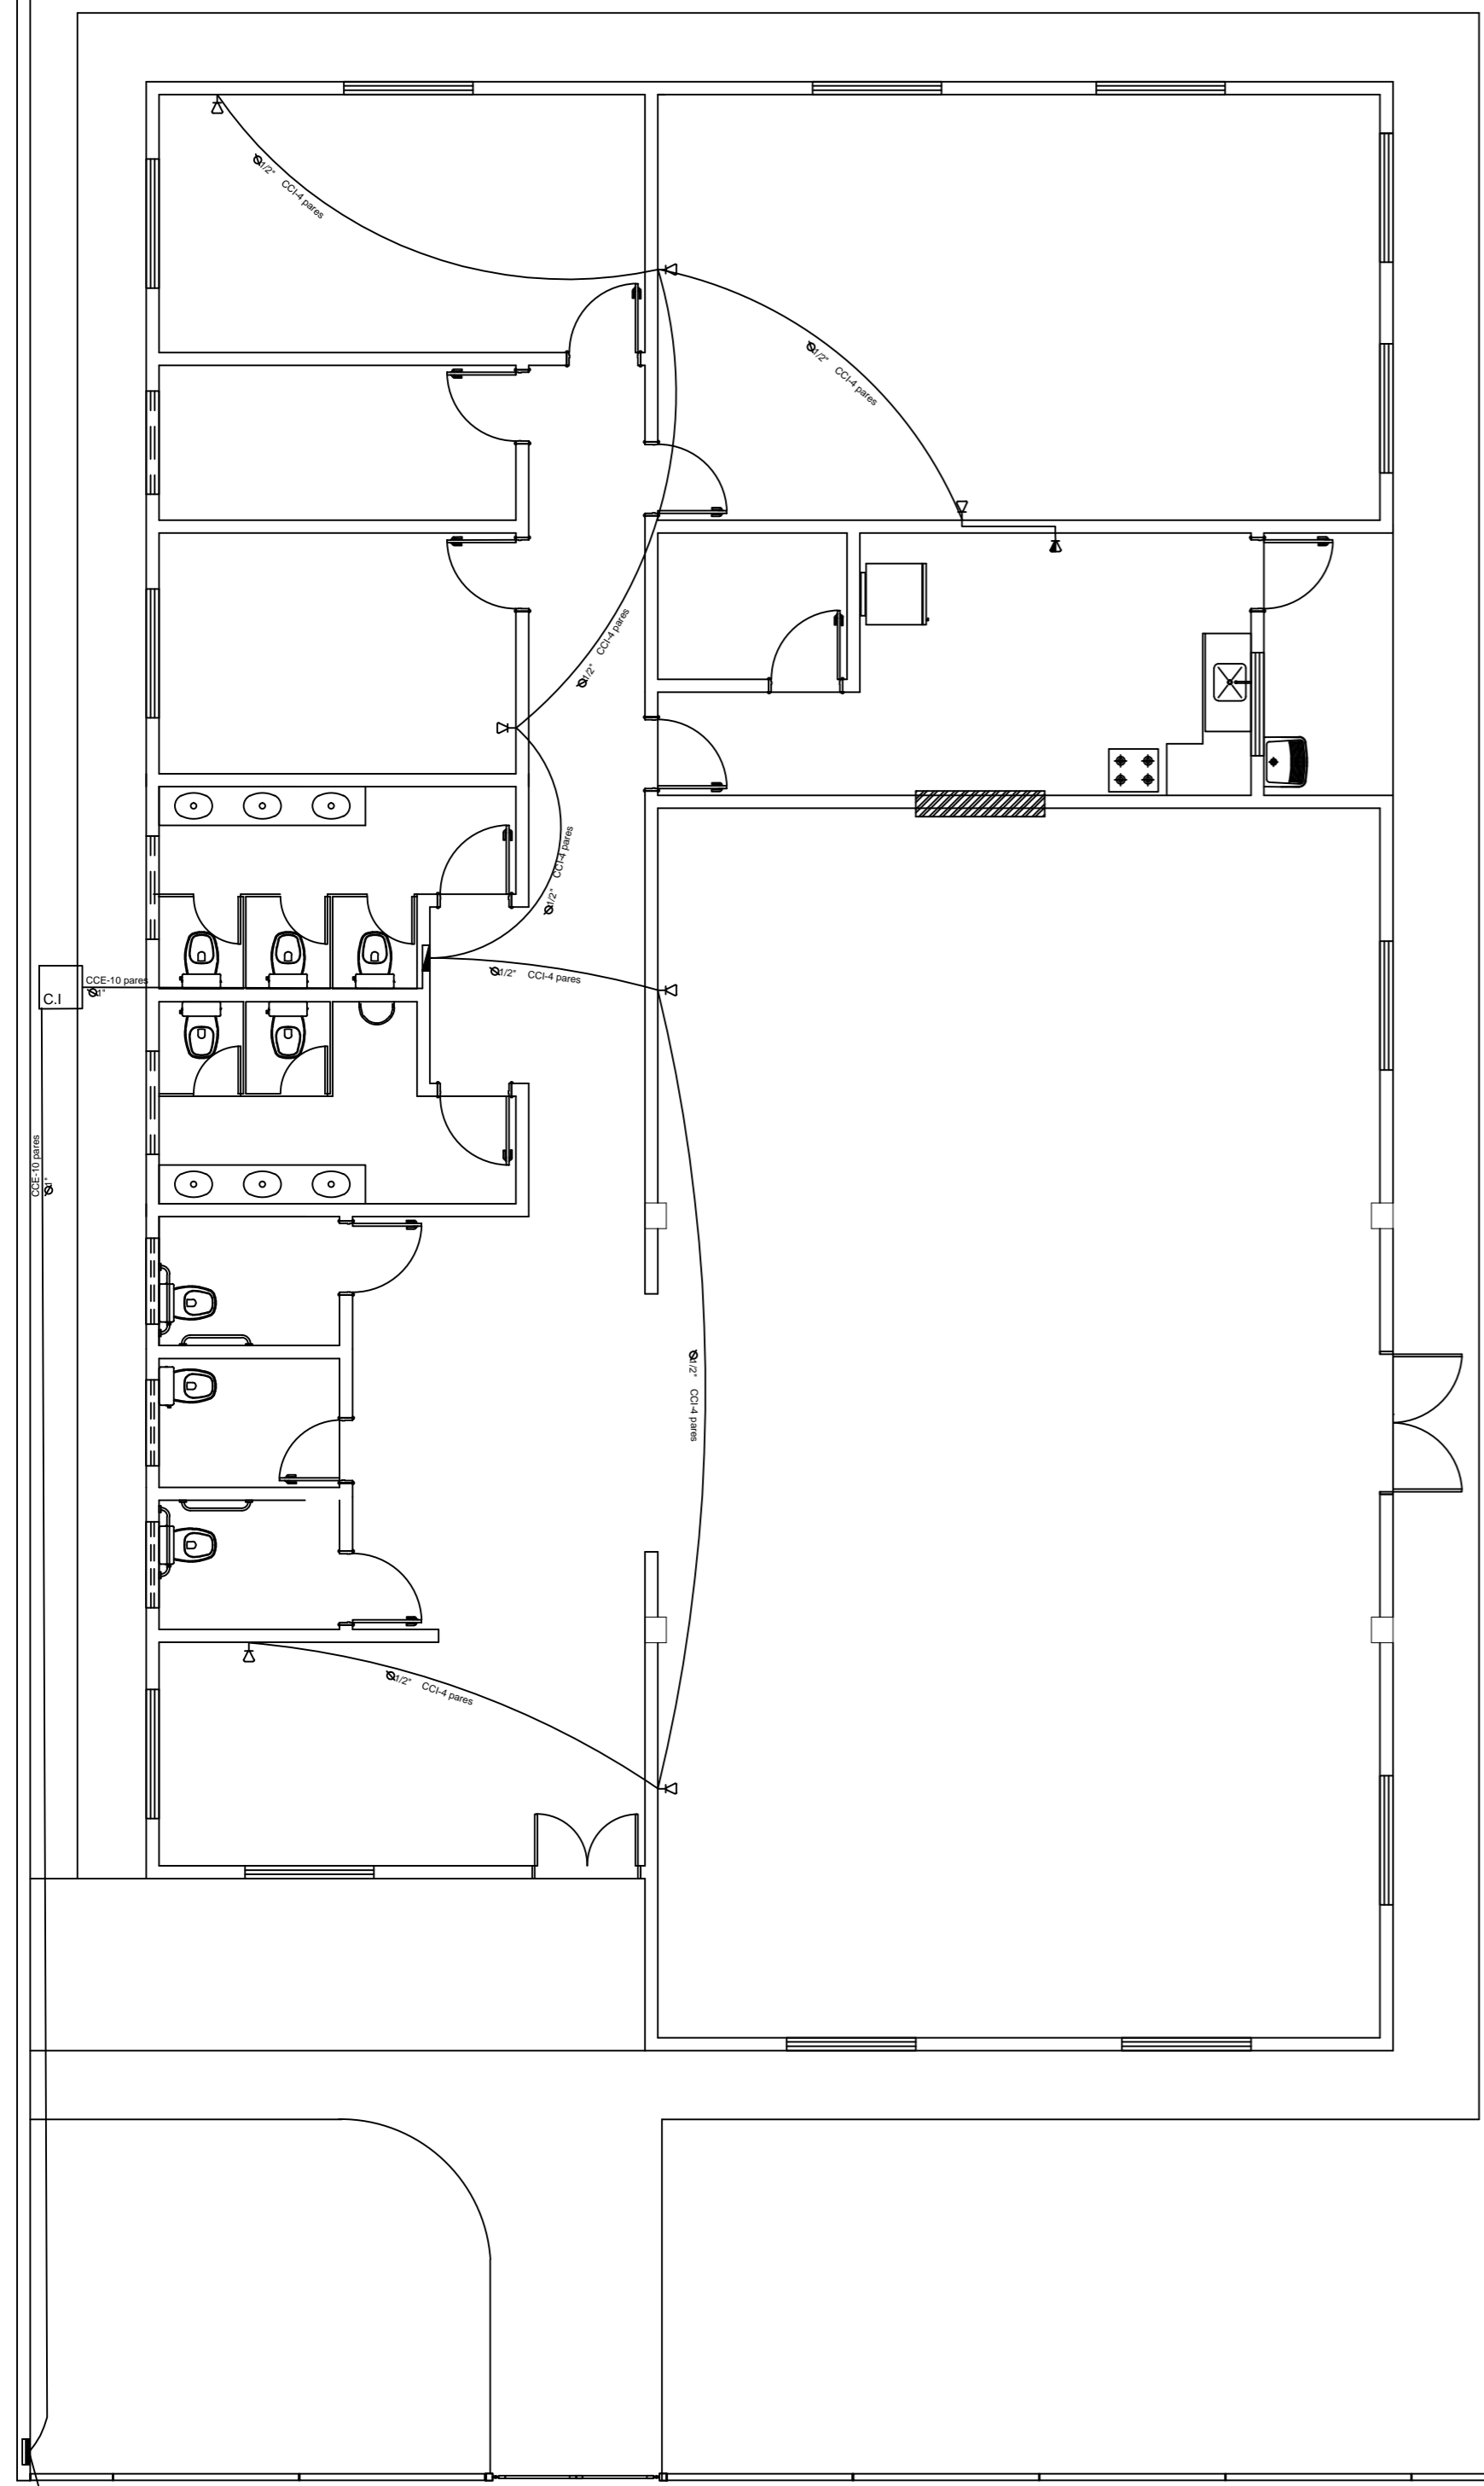 Ø1/2" CCI-4 pares
Ø1/2" CCI-4 pares
Ø1/2" CCI-4 pares
Ø1/2" CCI-4 pares
Ø1/2" CCI-4 pares
C.I
CCE-10 pares
Ø1"
CCE-10 pares
Ø1"
Ø1/2" CCI-4 pares
Ø1/2" CCI-4 pares